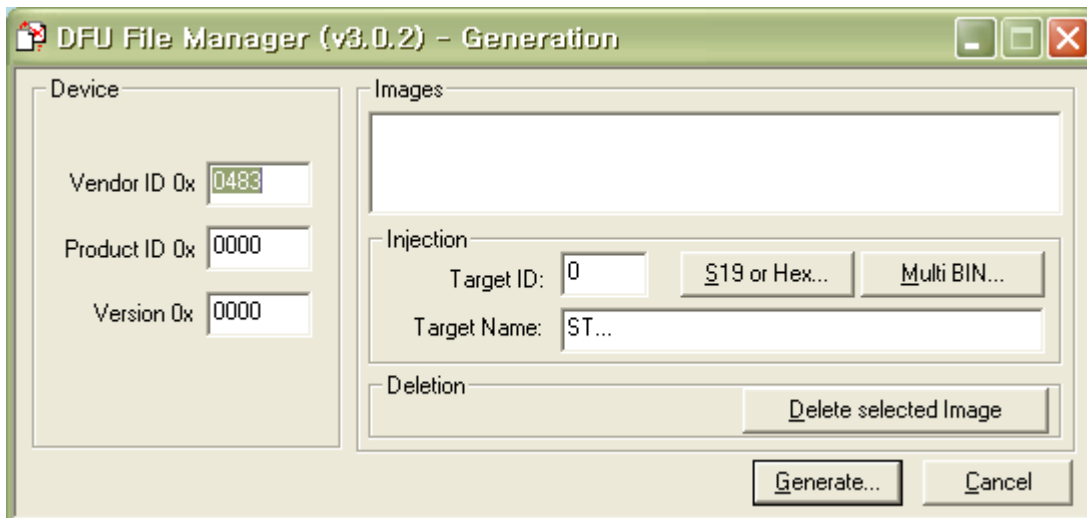 DFU File Manager (v3.0.2) - Generation
Device
Vendor ID 0x 0483
Product ID 0x 0000
Version 0x 0000
Images
Injection
Target ID: 0 S19 or Hex... Multi BIN...
Target Name: ST...
Deletion
Delete selected Image
Generate... Cancel